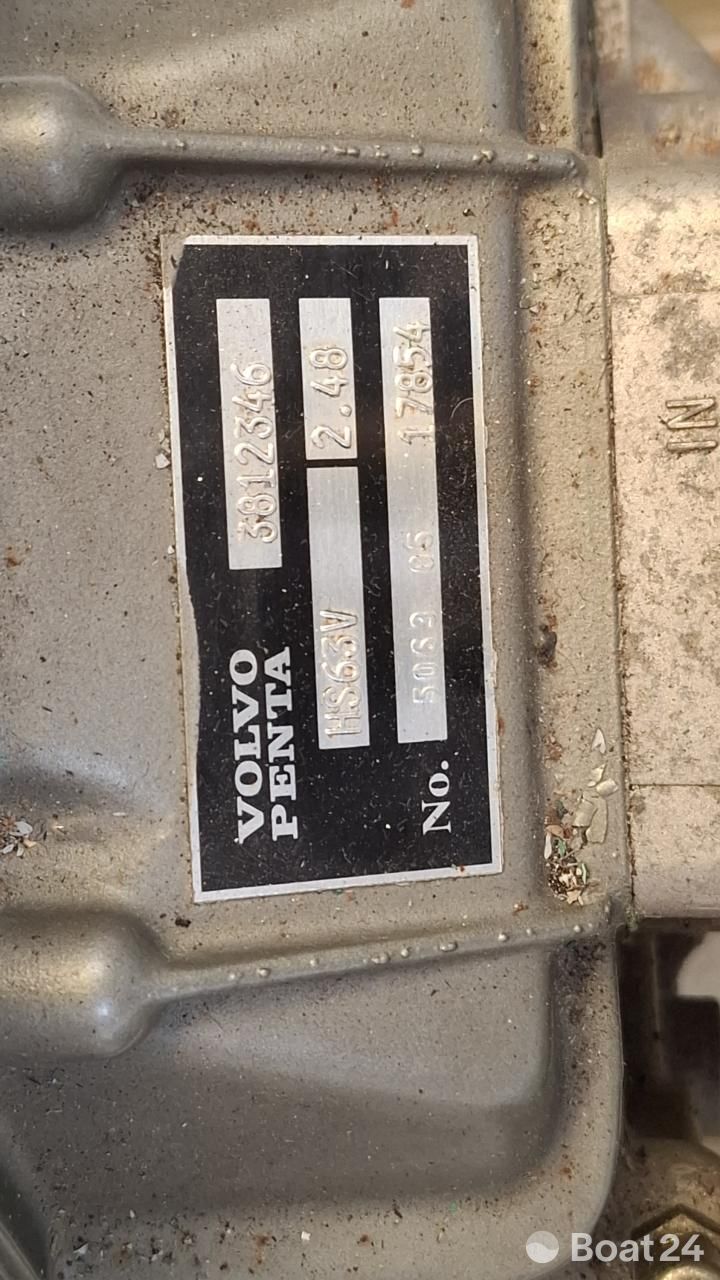 VOLVO
PENTA
3812346
HS63V
2.48
No.
5063 05 17854
IN
Boat24